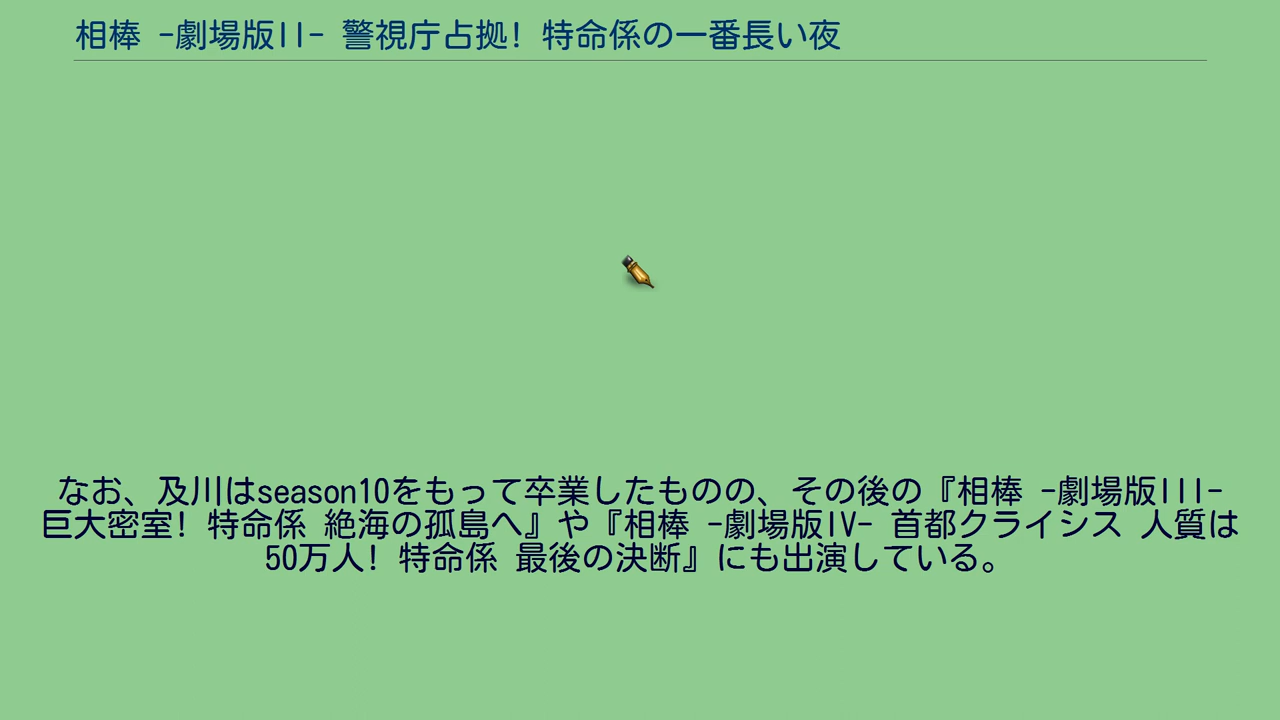 相棒 -劇場版II- 警視庁占拠! 特命係の一番長い夜
なお、及川はseason10をもって卒業したものの、その後の『相棒 -劇場版III-
巨大密室! 特命係 絶海の孤島へ』や『相棒 -劇場版IV- 首都クライシス 人質は
50万人! 特命係 最後の決断』にも出演している。